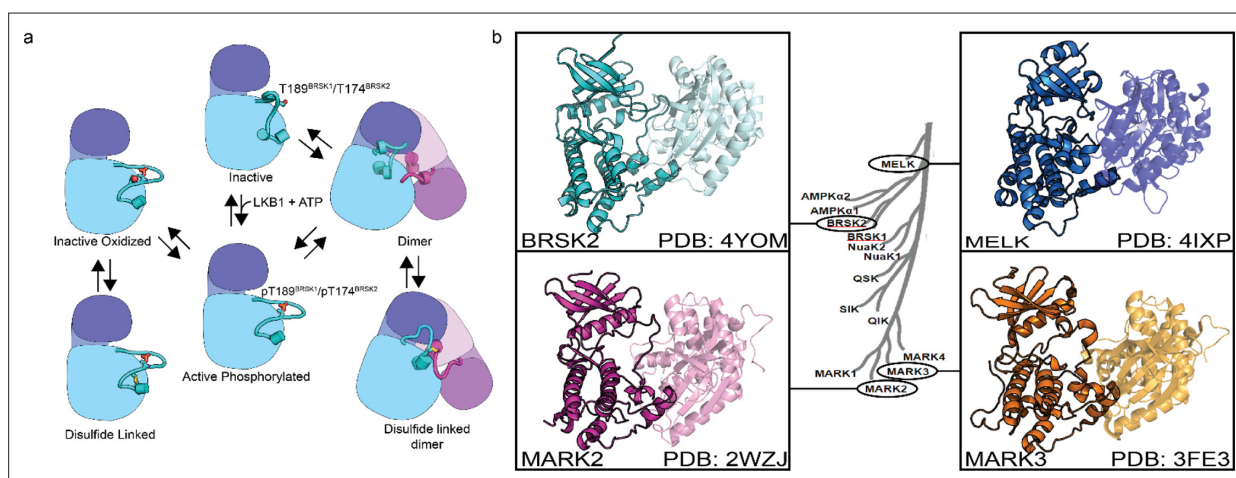 a
T189BRSK1/T174BRSK2
Inactive
LKB1 + ATP
Inactive Oxidized
Dimer
pT189BRSK1/pT174BRSK2
Active Phosphorylated
Disulfide Linked
Disulfide linked
dimer
b
BRSK2 PDB: 4YOM
MARK2 PDB: 2WZJ
MELK
AMPKα2
AMPKα1
BRSK2
BRSK1
NuaK2
NuaK1
QSK
SIK
QIK
MARK4
MARK1
MARK3
MARK2
MELK PDB: 4IXP
MARK3 PDB: 3FE3